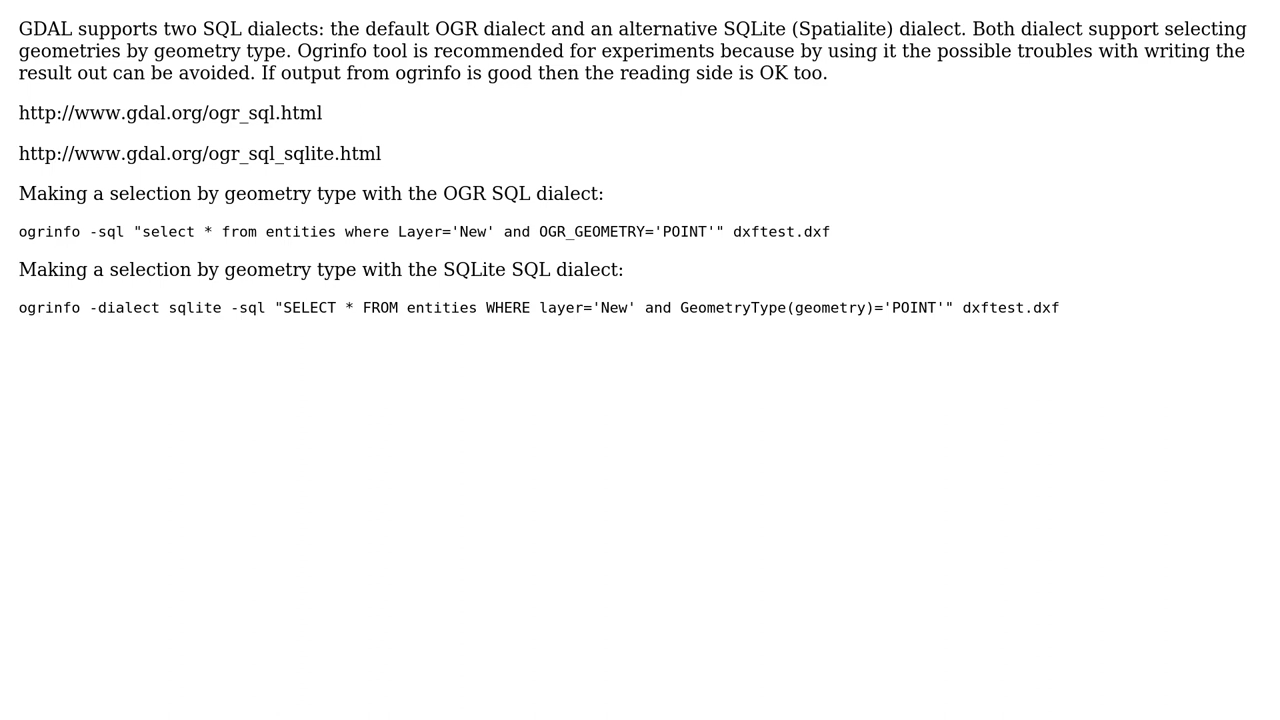 GDAL supports two SQL dialects: the default OGR dialect and an alternative SQLite (Spatialite) dialect. Both dialect support selecting
geometries by geometry type. Ogrinfo tool is recommended for experiments because by using it the possible troubles with writing the
result out can be avoided. If output from ogrinfo is good then the reading side is OK too.
http://www.gdal.org/ogr_sql.html
http://www.gdal.org/ogr_sql_sqlite.html
Making a selection by geometry type with the OGR SQL dialect:
ogrinfo -sql "select * from entities where Layer='New' and OGR_GEOMETRY='POINT'" dxftest.dxf
Making a selection by geometry type with the SQLite SQL dialect:
ogrinfo -dialect sqlite -sql "SELECT * FROM entities WHERE layer='New' and GeometryType(geometry)='POINT'" dxftest.dxf